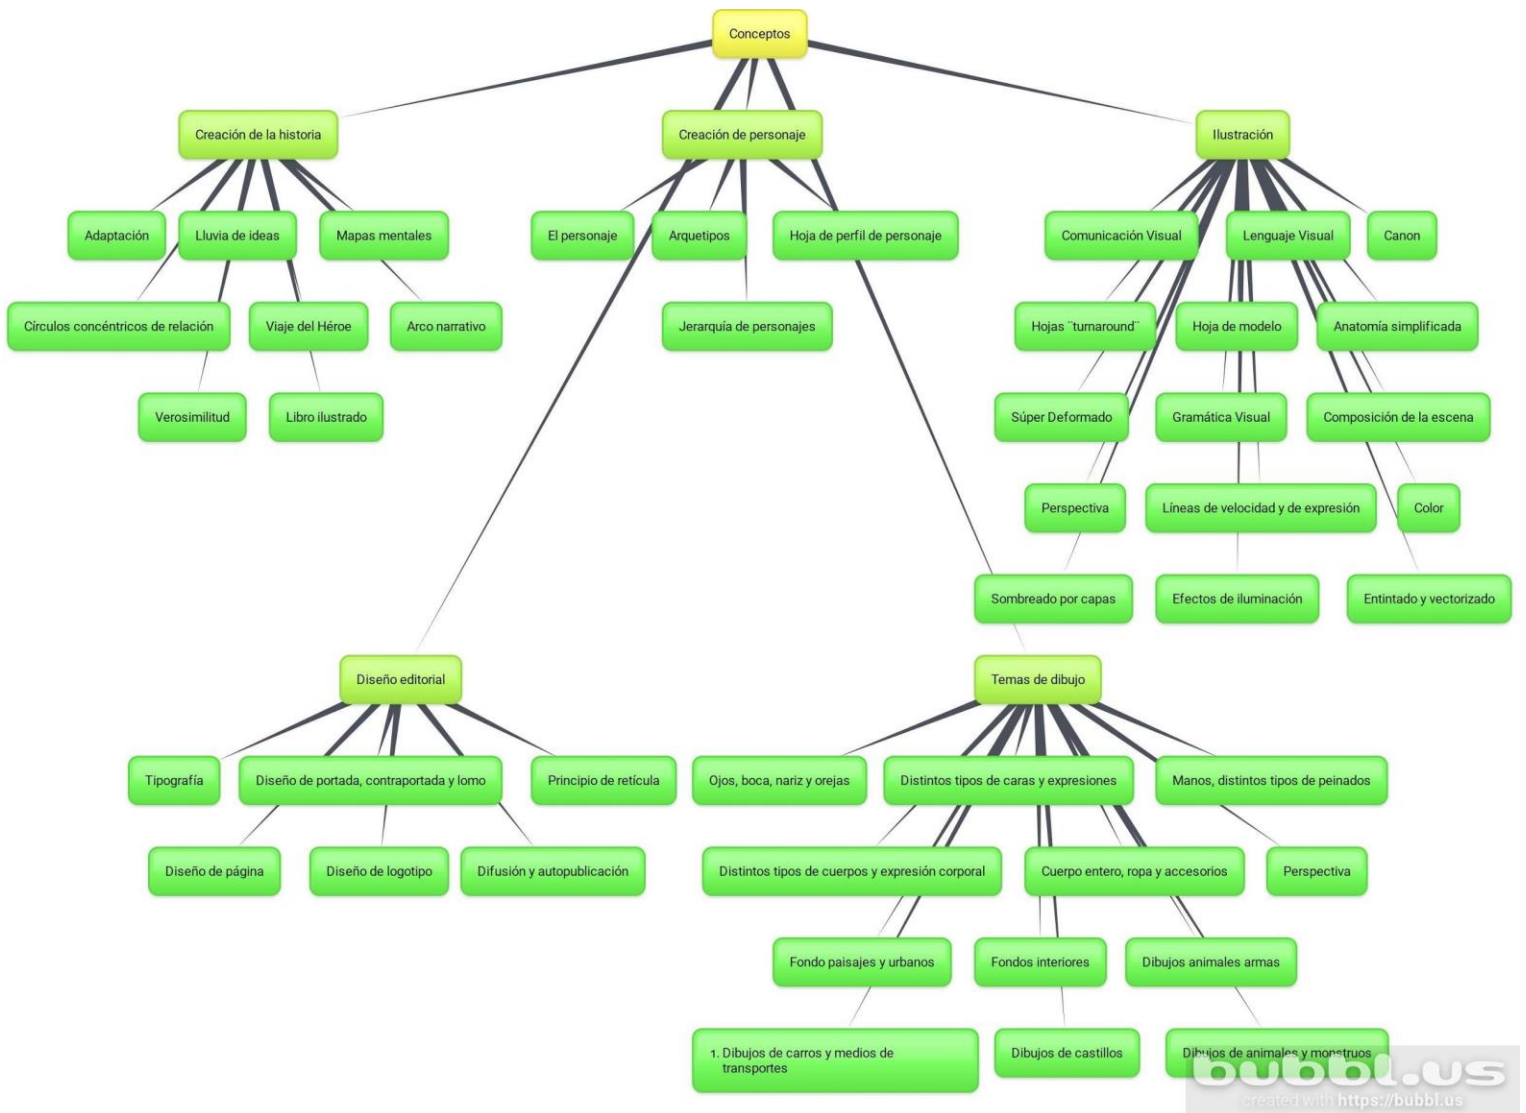 Conceptos
Creación de la historia
Creación de personaje
Ilustración
Adaptación
Lluvia de ideas
Mapas mentales
El personaje
Arquetipos
Hoja de perfil de personaje
Comunicación Visual
Lenguaje Visual
Canon
Círculos concéntricos de relación
Viaje del Héroe
Arco narrativo
Jerarquía de personajes
Hojas ¨turnaround¨
Hoja de modelo
Anatomía simplificada
Verosimilitud
Libro ilustrado
Súper Deformado
Gramática Visual
Composición de la escena
Perspectiva
Líneas de velocidad y de expresión
Color
Sombreado por capas
Efectos de iluminación
Entintado y vectorizado
Diseño editorial
Temas de dibujo
Tipografía
Diseño de portada, contraportada y lomo
Principio de retícula
Ojos, boca, nariz y orejas
Distintos tipos de caras y expresiones
Manos, distintos tipos de peinados
Diseño de página
Diseño de logotipo
Difusión y autopublicación
Distintos tipos de cuerpos y expresión corporal
Cuerpo entero, ropa y accesorios
Perspectiva
Fondo paisajes y urbanos
Fondos interiores
Dibujos animales armas
1. Dibujos de carros y medios de
transportes
Dibujos de castillos
Dibujos de animales y monstruos
bubbl.us
created with https://bubbl.us